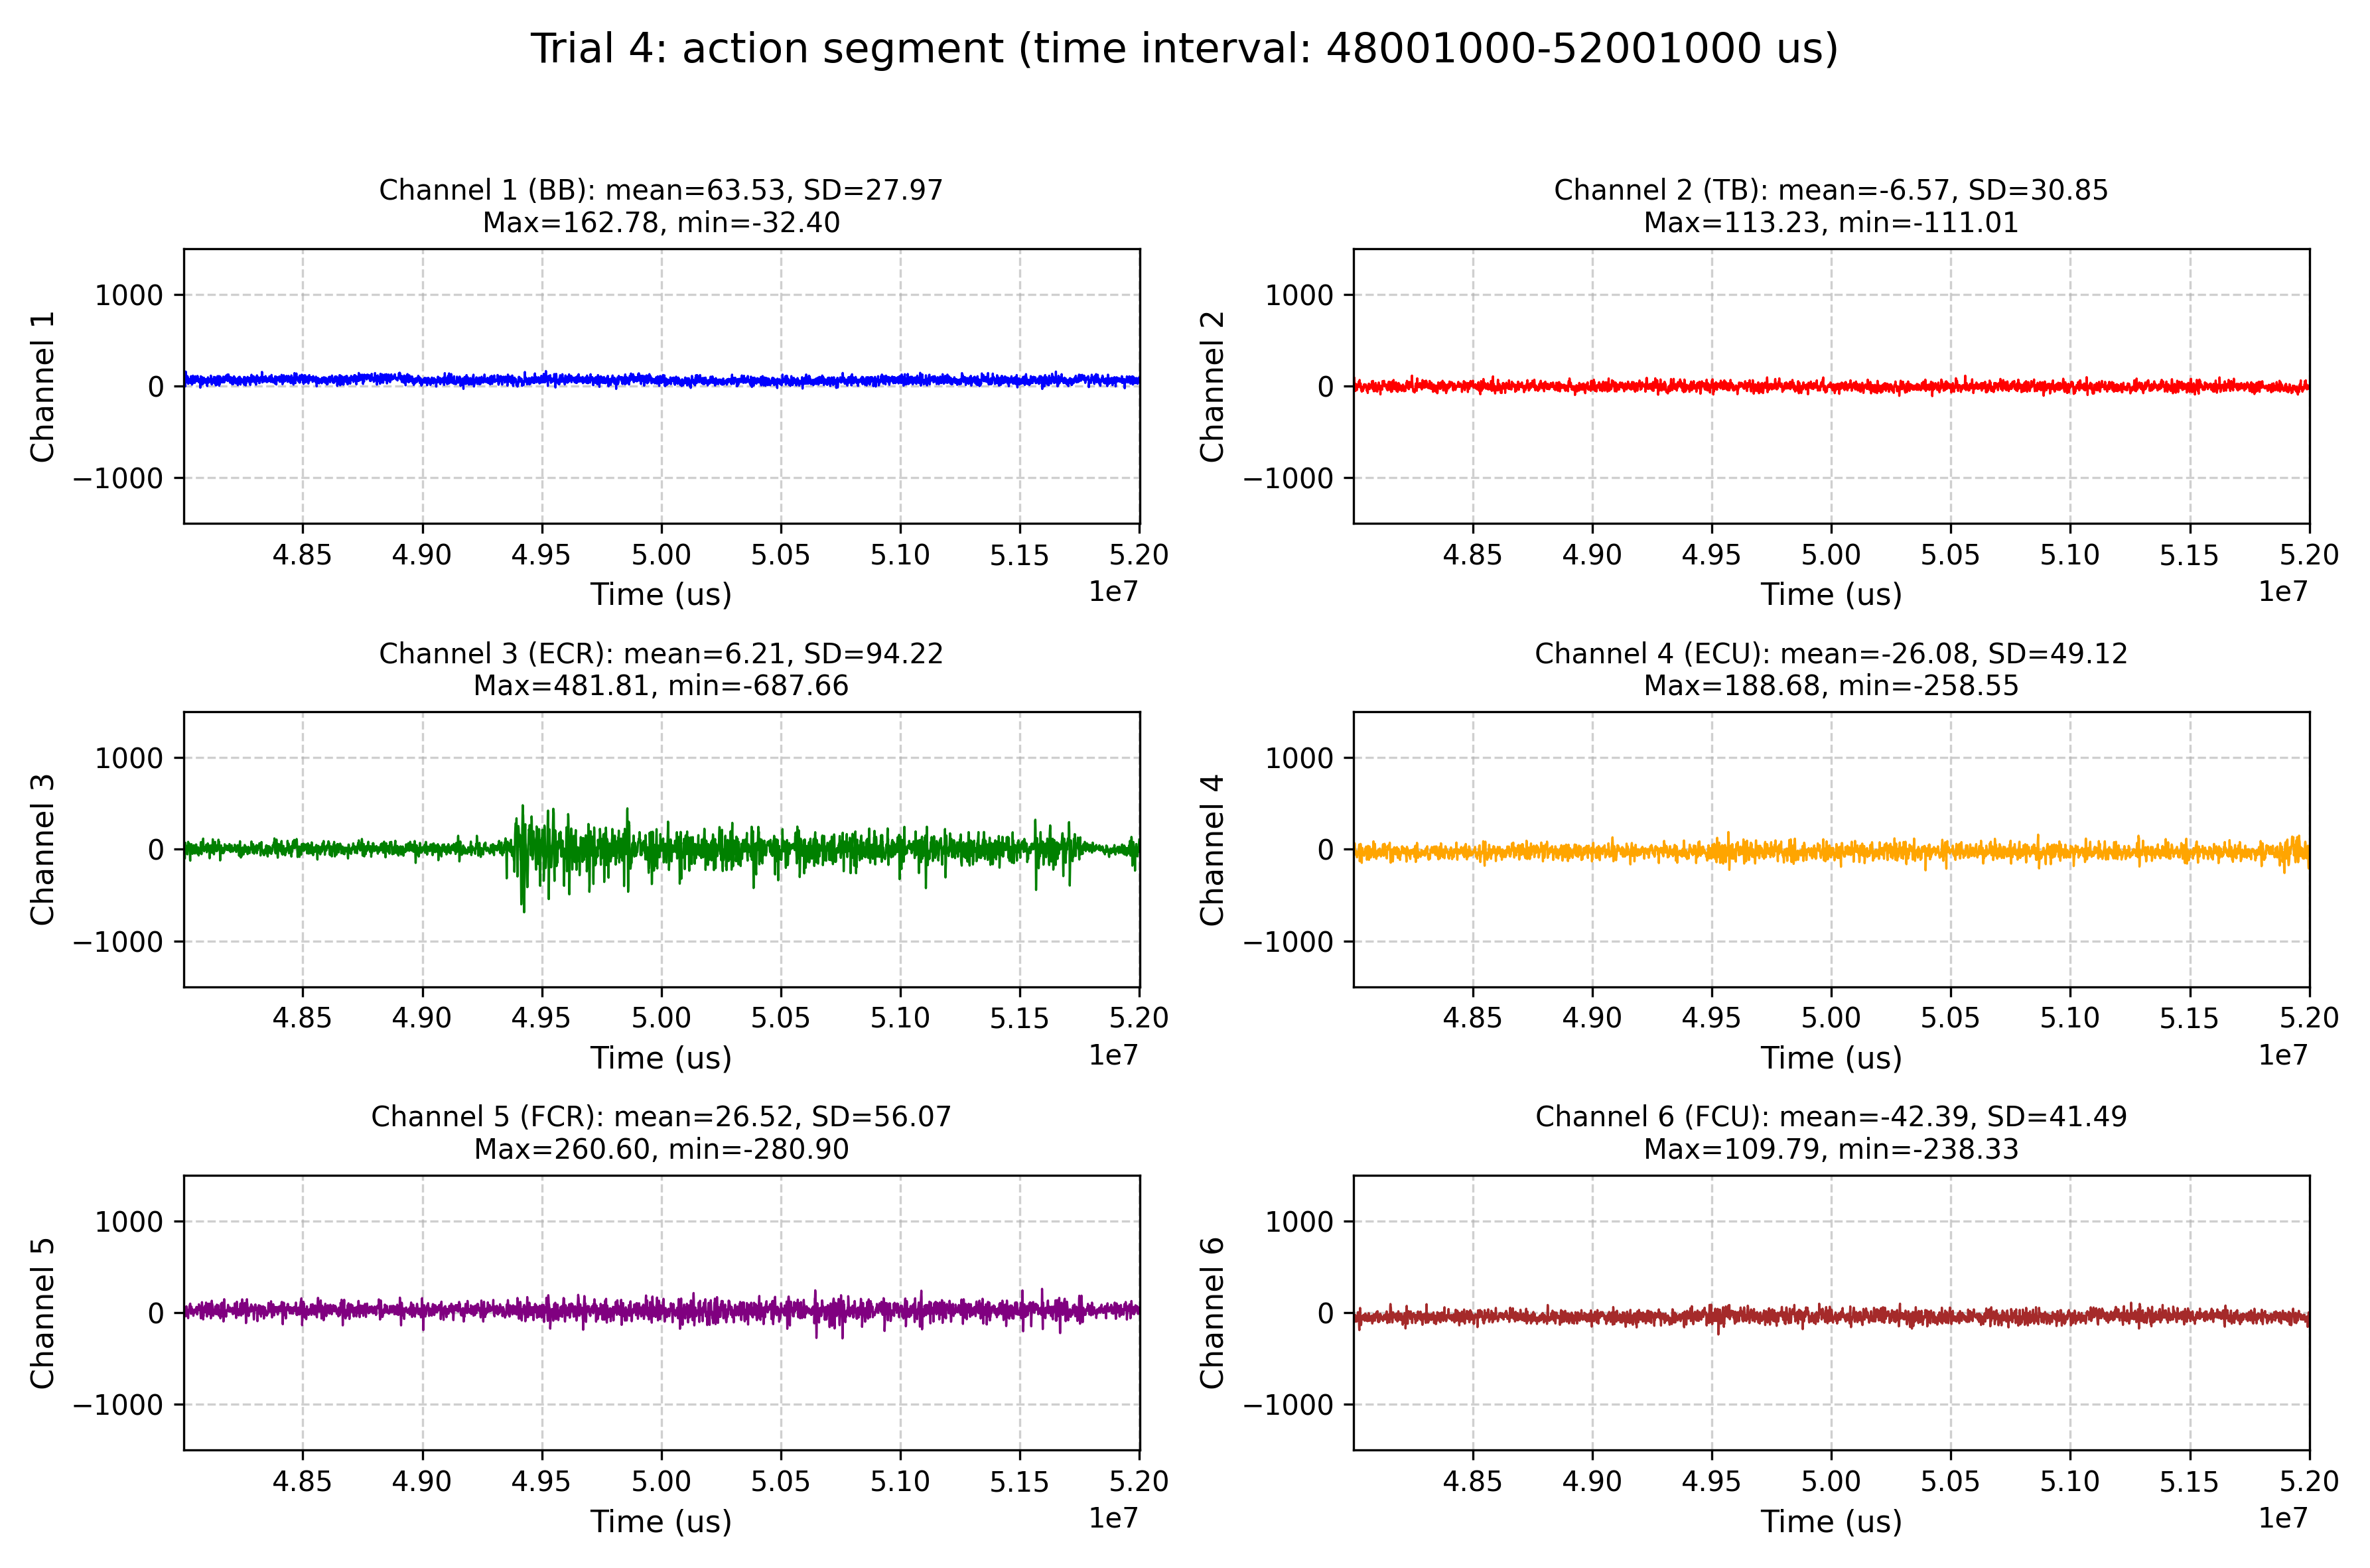 Trial 4: action segment (time interval: 48001000-52001000 us)
Channel 1 (BB): mean=63.53, SD=27.97
Max=162.78, min=-32.40
Channel 1
1000
0
−1000
4.85 4.90 4.95 5.00 5.05 5.10 5.15 5.20
Time (us)
1e7
Channel 2 (TB): mean=-6.57, SD=30.85
Max=113.23, min=-111.01
Channel 2
1000
0
−1000
4.85 4.90 4.95 5.00 5.05 5.10 5.15 5.20
Time (us)
1e7
Channel 3 (ECR): mean=6.21, SD=94.22
Max=481.81, min=-687.66
Channel 3
1000
0
−1000
4.85 4.90 4.95 5.00 5.05 5.10 5.15 5.20
Time (us)
1e7
Channel 4 (ECU): mean=-26.08, SD=49.12
Max=188.68, min=-258.55
Channel 4
1000
0
−1000
4.85 4.90 4.95 5.00 5.05 5.10 5.15 5.20
Time (us)
1e7
Channel 5 (FCR): mean=26.52, SD=56.07
Max=260.60, min=-280.90
Channel 5
1000
0
−1000
4.85 4.90 4.95 5.00 5.05 5.10 5.15 5.20
Time (us)
1e7
Channel 6 (FCU): mean=-42.39, SD=41.49
Max=109.79, min=-238.33
Channel 6
1000
0
−1000
4.85 4.90 4.95 5.00 5.05 5.10 5.15 5.20
Time (us)
1e7